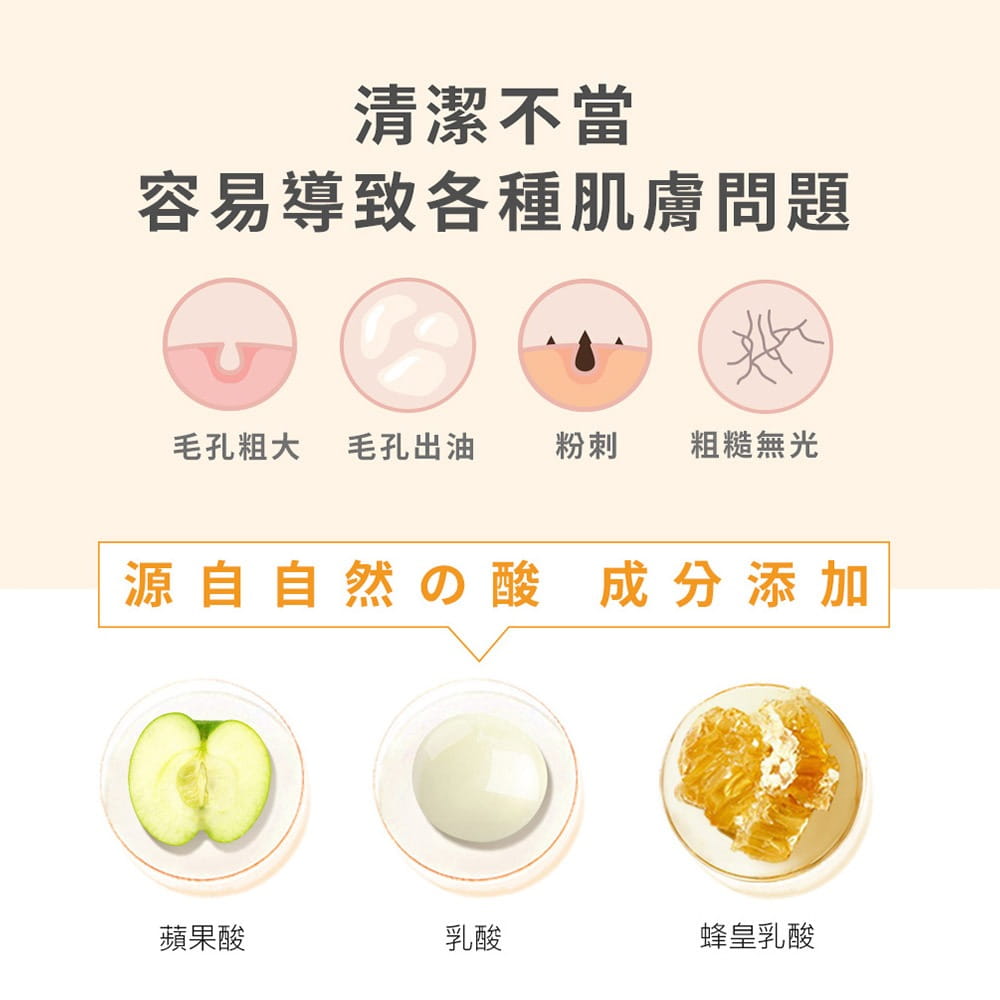 清潔不當
容易導致各種肌膚問題
毛孔粗大 毛孔出油 粉刺 粗糙無光
源自自然の酸 成分添加
蘋果酸 乳酸 蜂皇乳酸